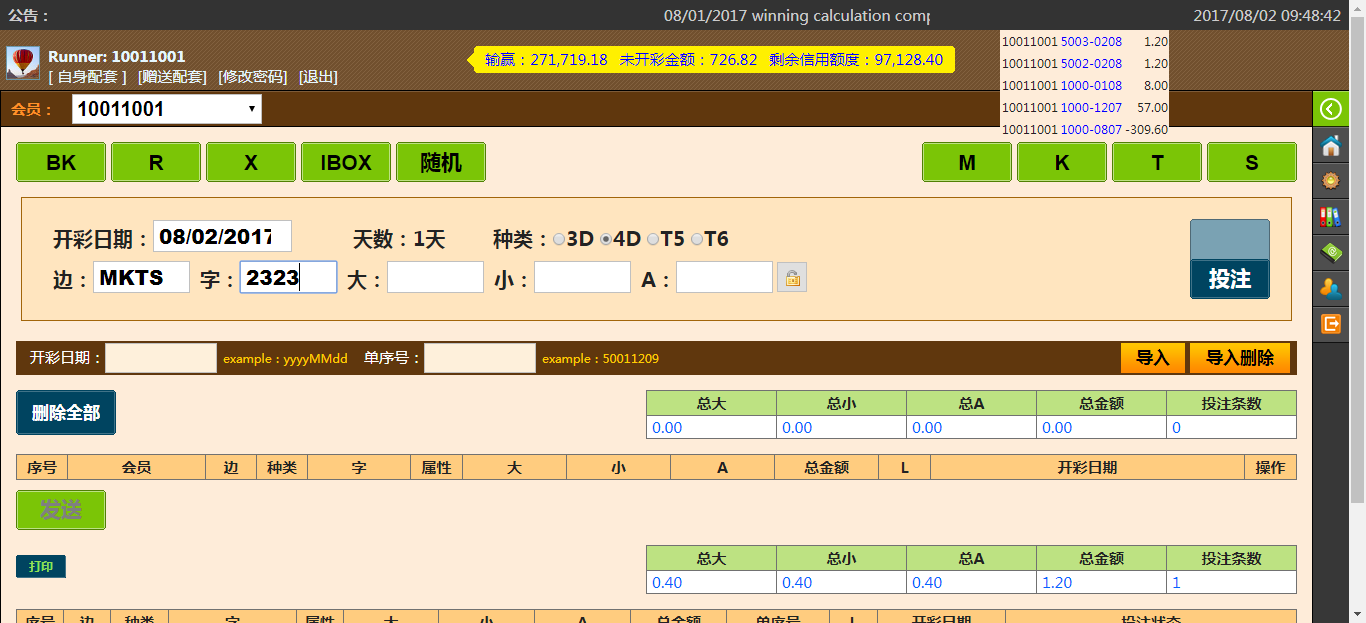 公告：
08/01/2017 winning calculation comp
2017/08/02 09:48:42
Runner: 10011001
[ 自身配套 ] [赠送配套] [修改密码] [退出]
输赢：271,719.18 未开彩金额：726.82 剩余信用额度：97,128.40
10011001 5003-0208 1.20
10011001 5002-0208 1.20
10011001 1000-0108 8.00
10011001 1000-1207 57.00
10011001 1000-0807 -309.60
会员： 10011001
BK R X IBOX 随机 M K T S
开彩日期：08/02/2017 天数：1天 种类：3D 4D T5 T6
边：MKTS 字：2323 大： 小： A：
投注
开彩日期： example : yyyyMMdd 单序号： example : 50011209 导入 导入删除
删除全部
总大 总小 总A 总金额 投注条数
0.00 0.00 0.00 0.00 0
序号 会员 边 种类 字 属性 大 小 A 总金额 L 开彩日期 操作
发送
打印
总大 总小 总A 总金额 投注条数
0.40 0.40 0.40 1.20 1
序号 边 种类 字 属性 大 小 A 总金额 单序号 L 开彩日期 投注状态